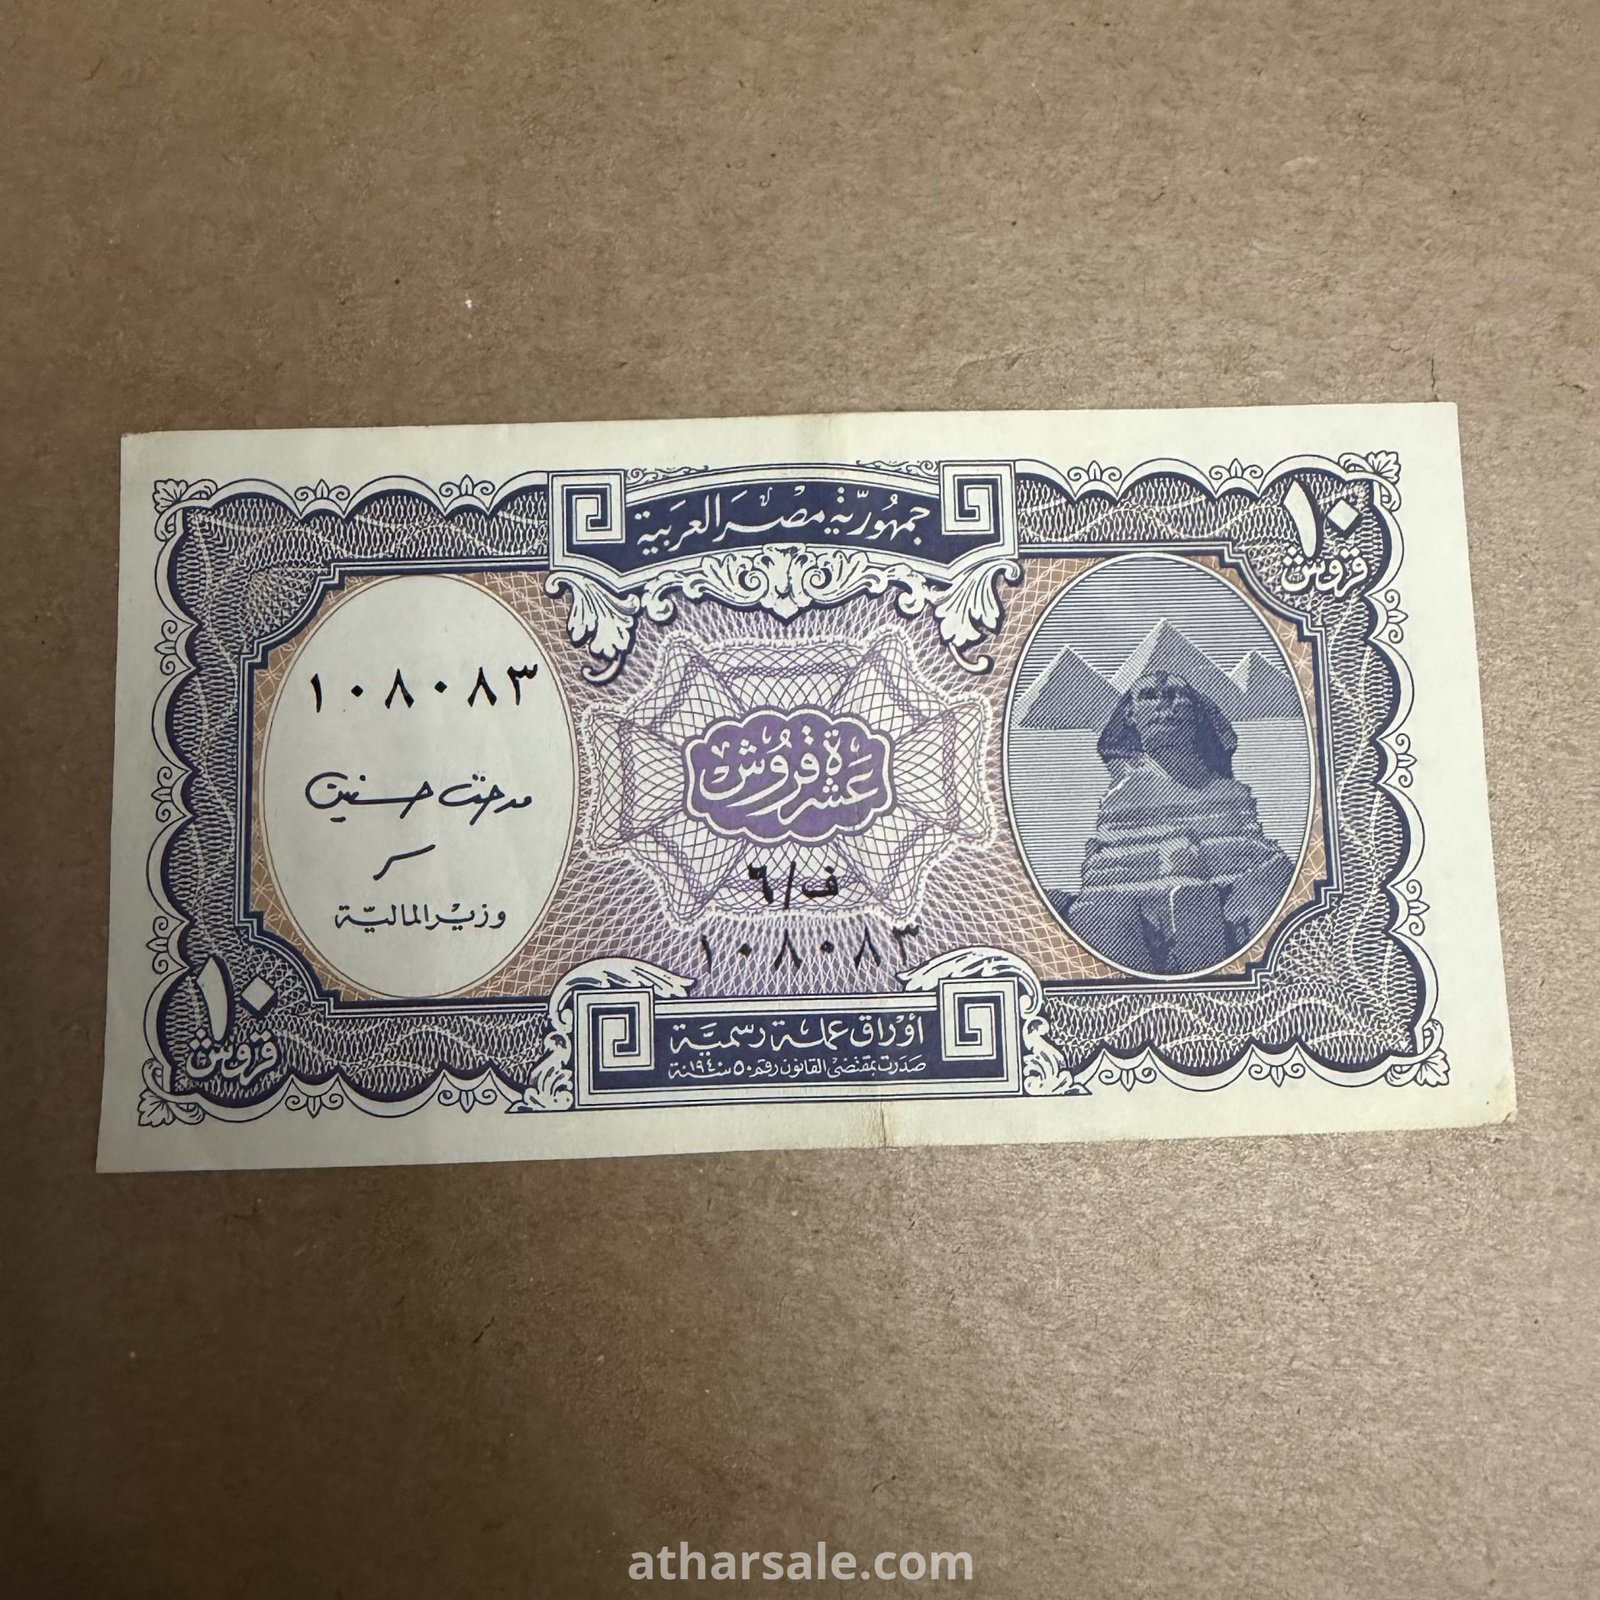 جمهورية مصر العربية
١٠
قروش
١٠٨٠٨٣
مدحت حسنين
وزير المالية
عشرة قروش
ف/٦
١٠٨٠٨٣
١٠
قروش
أوراق عملة رسمية
صدرت بمقتضى القانون رقم ٥٠ سنة ١٩٤٠
atharsale.com